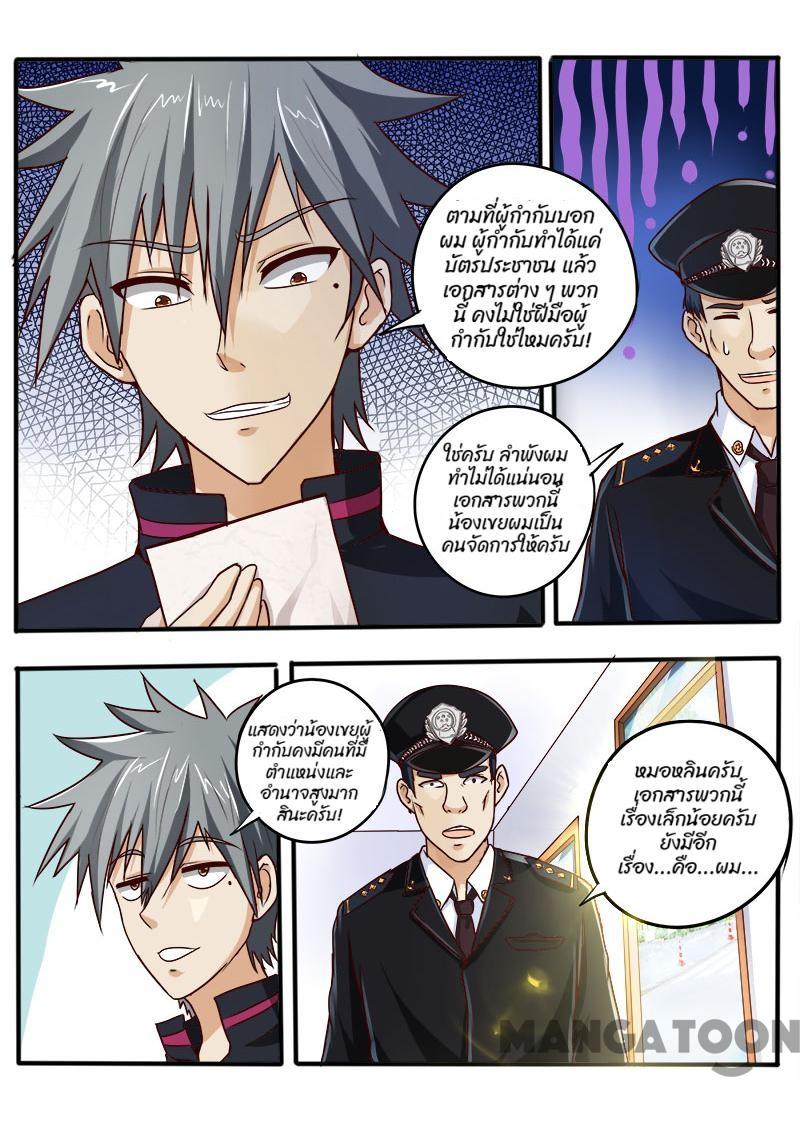 ตามที่ผู้กำกับบอก
ผม ผู้กำกับทำได้แค่
บัตรประชาชน แล้ว
เอกสารต่าง ๆ พวก
นี้ คงไม่ใช่ฝีมือผู้
กำกับใช่ไหมครับ!
ใช่ครับ ลำพังผม
ทำไม่ได้แน่นอน
เอกสารพวกนี้
น้องเขยผมเป็น
คนจัดการให้ครับ
แสดงว่าน้องเขยผู้
กำกับคงมีคนที่มี
ตำแหน่งและ
อำนาจสูงมาก
สินะครับ!
หมอหลินครับ
เอกสารพวกนี้
เรื่องเล็กน้อยครับ
ยังมีอีก
เรื่อง...คือ...ผม...
MANGATOON